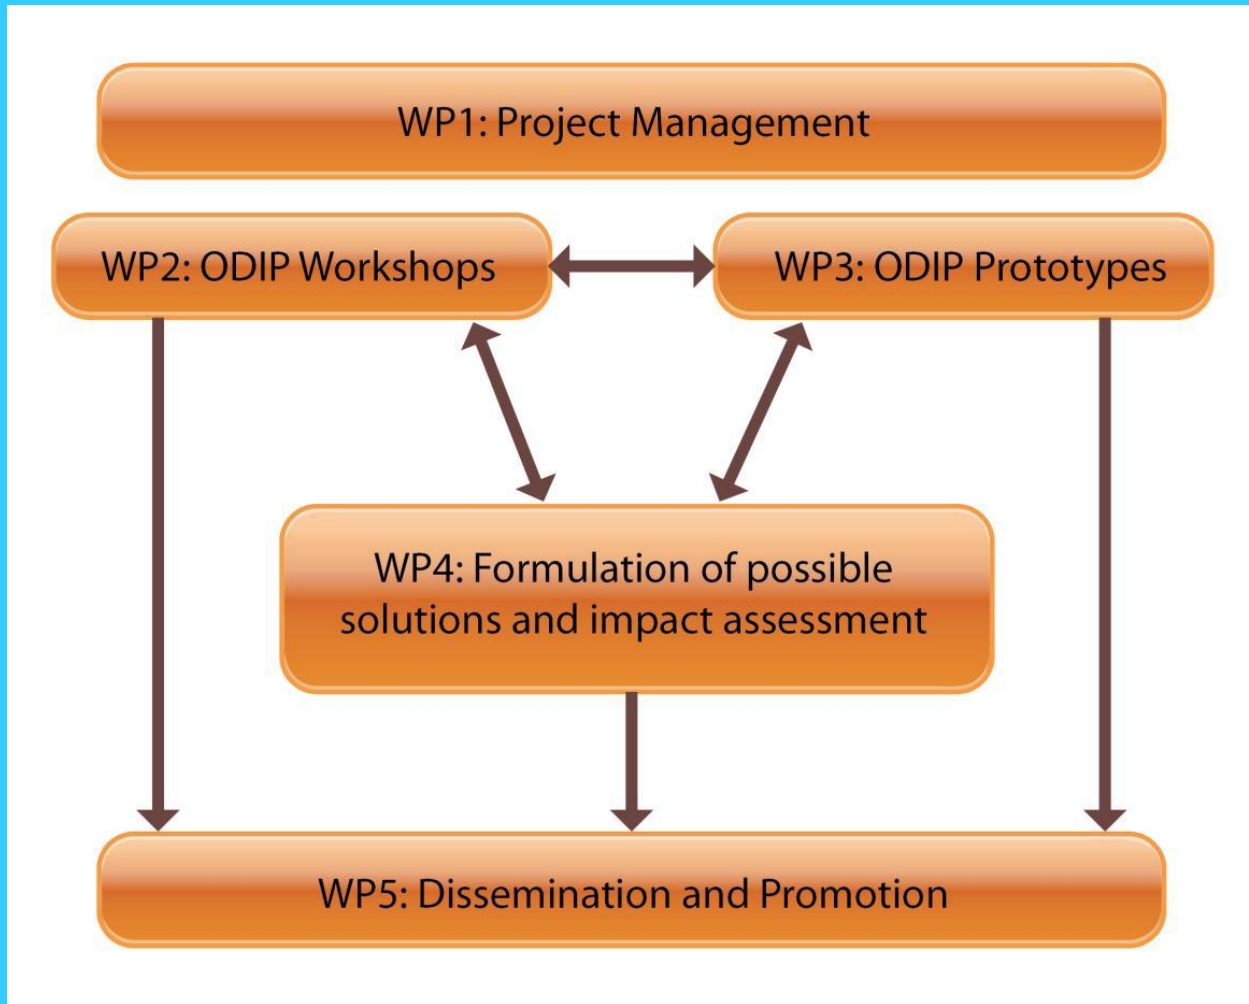 WP1: Project Management
WP2: ODIP Workshops
WP3: ODIP Prototypes
WP4: Formulation of possible
solutions and impact assessment
WP5: Dissemination and Promotion